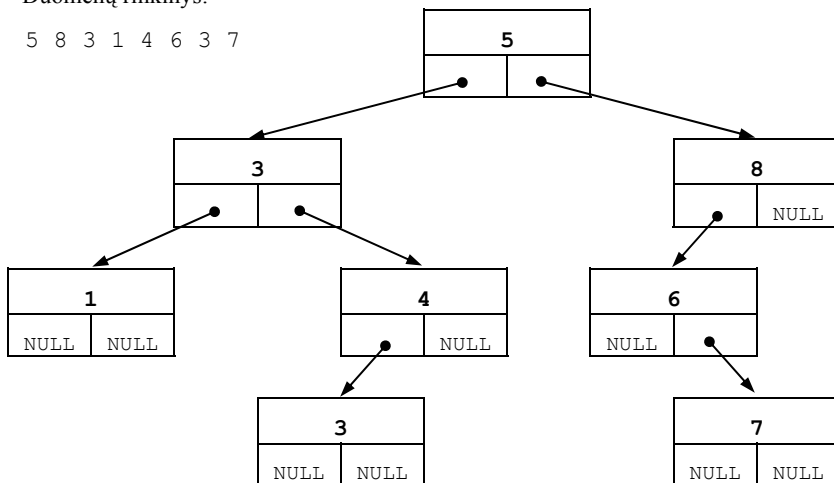 Duomenų rinkinys:
5 8 3 1 4 6 3 7
5
3
8
NULL
1
4
6
NULL NULL
NULL
NULL
3
7
NULL NULL
NULL NULL